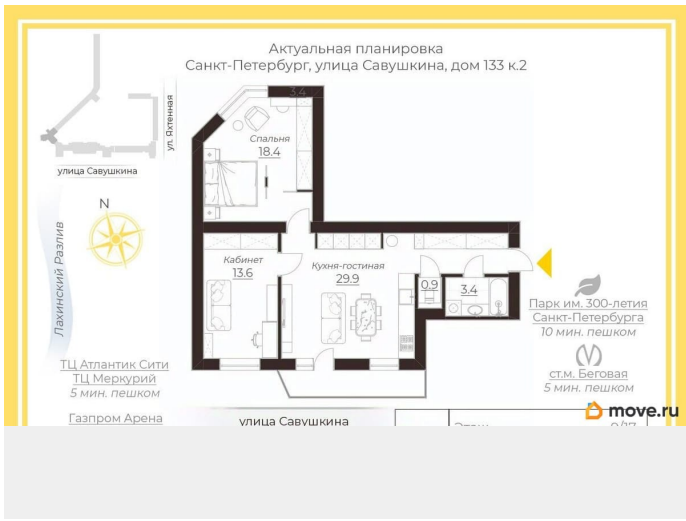 Актуальная планировка
Санкт-Петербург, улица Савушкина, дом 133 к.2
ул. Яхтенная
улица Савушкина
N
Лахинский Разлив
3.4
Спальня
18.4
Кабинет
13.6
Кухня-гостиная
29.9
0.9
3.4
Парк им. 300-летия
Санкт-Петербурга
10 мин. пешком
ст.м. Беговая
5 мин. пешком
ТЦ Атлантик Сити
ТЦ Меркурий
5 мин. пешком
Газпром Арена
улица Савушкина
move.ru